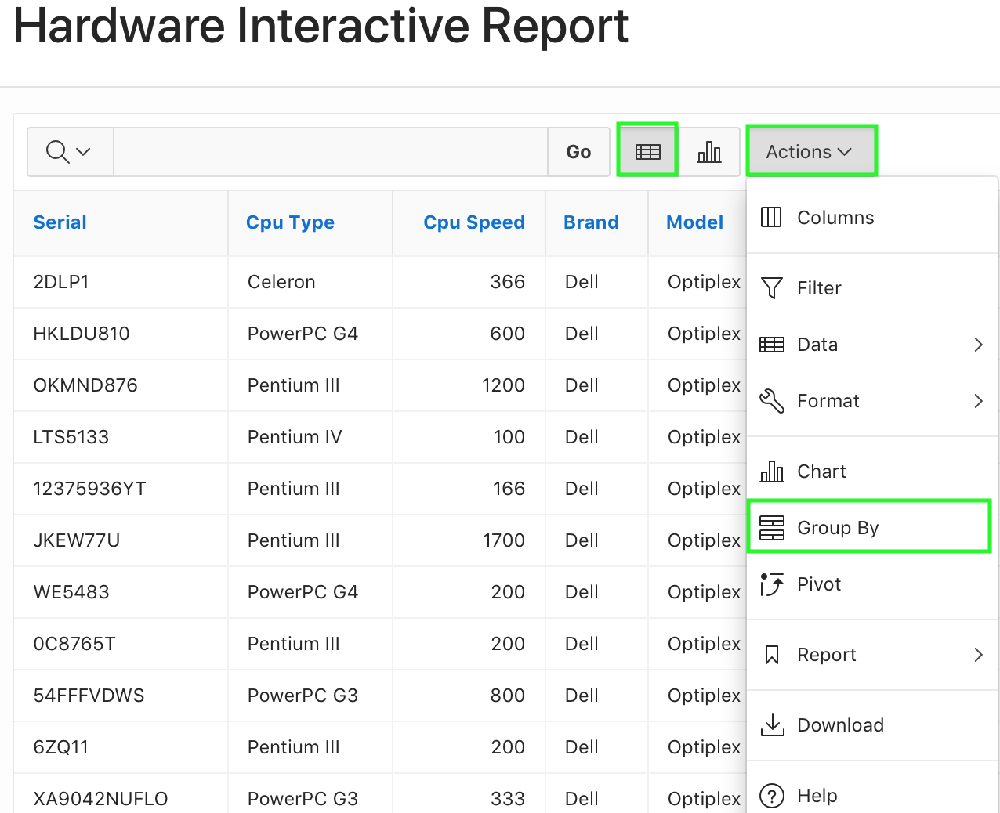 Hardware Interactive Report
Go
Actions
Serial Cpu Type Cpu Speed Brand Model
Columns
2DLP1 Celeron 366 Dell Optiplex
Filter
HKLDU810 PowerPC G4 600 Dell Optiplex
Data
OKMND876 Pentium III 1200 Dell Optiplex
Format
LTS5133 Pentium IV 100 Dell Optiplex
Chart
12375936YT Pentium III 166 Dell Optiplex
Group By
JKEW77U Pentium III 1700 Dell Optiplex
Pivot
WE5483 PowerPC G4 200 Dell Optiplex
0C8765T Pentium III 200 Dell Optiplex
Report
54FFFVDWS PowerPC G3 800 Dell Optiplex
Download
6ZQ11 Pentium III 200 Dell Optiplex
XA9042NUFLO PowerPC G3 333 Dell Optiplex
Help